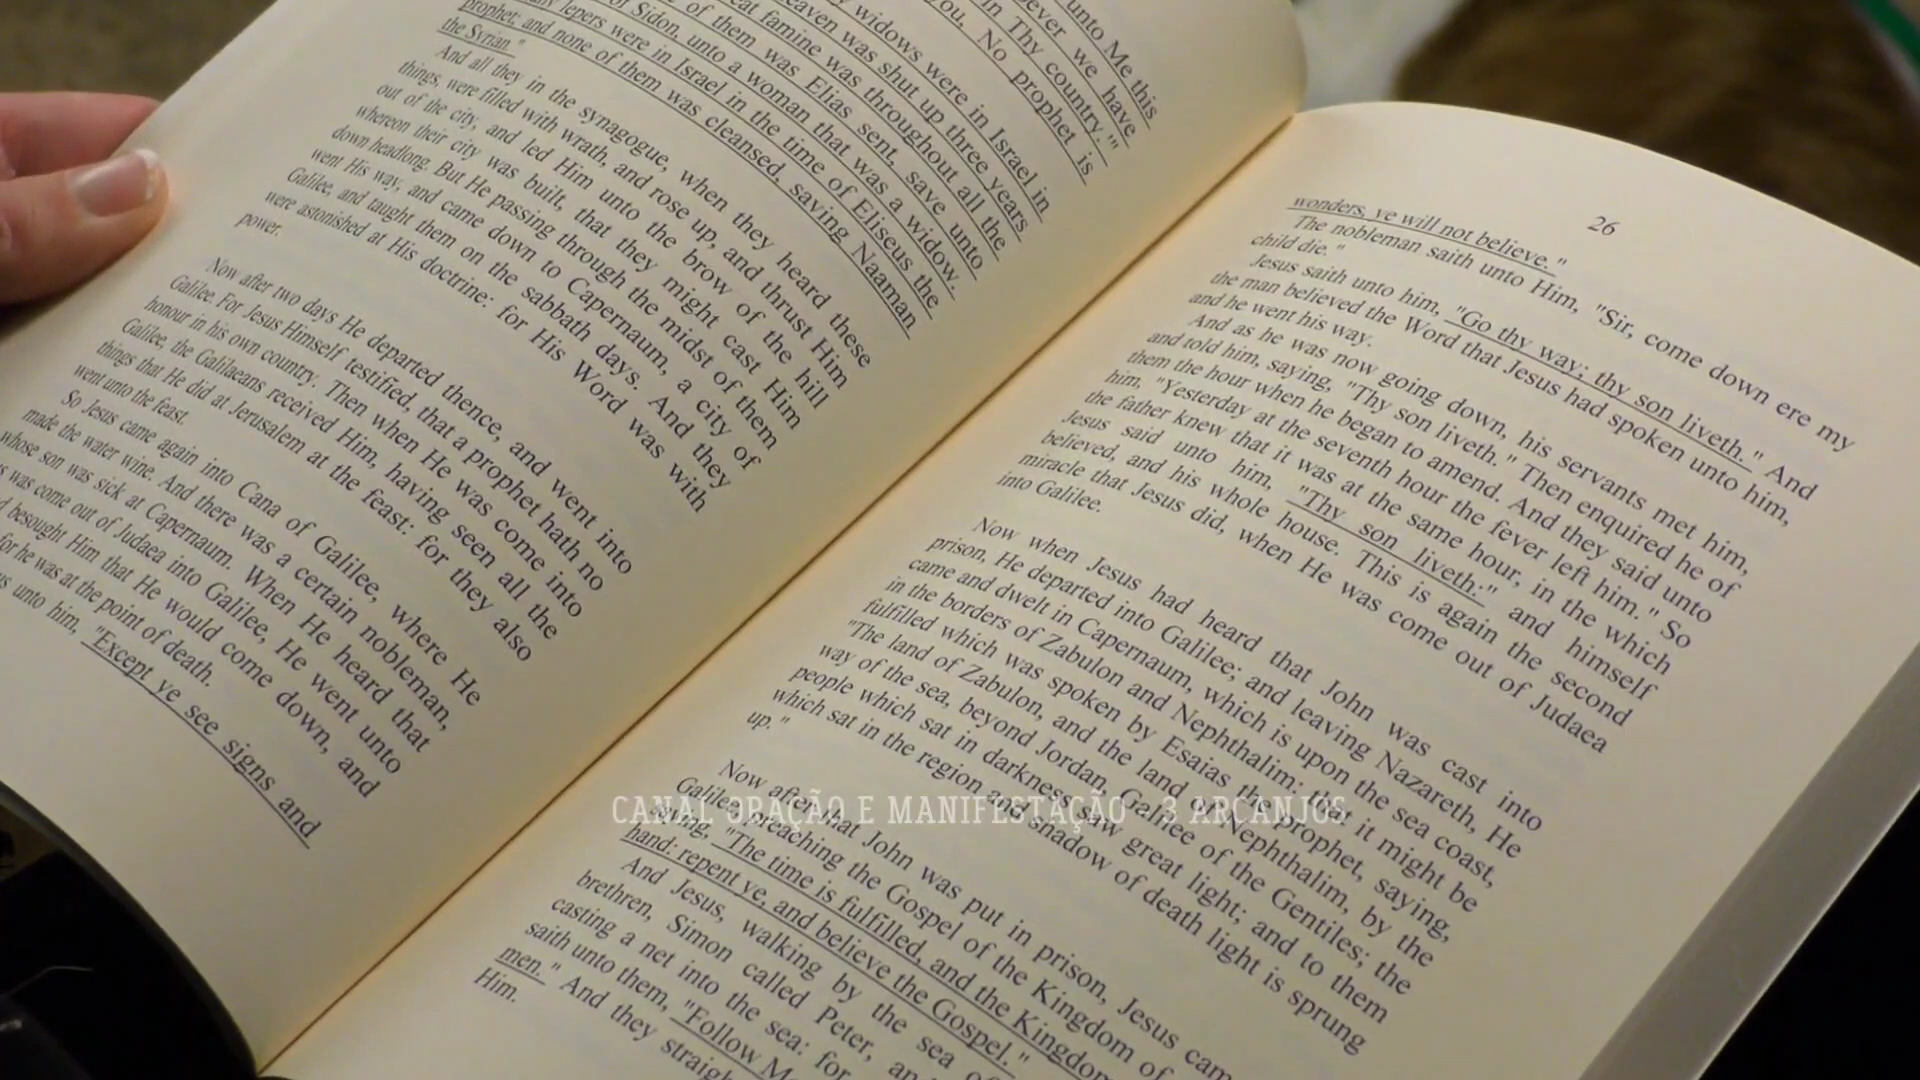 unto Me this
ever we have
in Thy country."
you, No prophet is
widows were in Israel in
heaven was shut up three years
great famine was throughout all the
of them was Elias sent, save unto
of Sidon, unto a woman that was a widow.
many lepers were in Israel in the time of Eliseus the
prophet; and none of them was cleansed, saving Naaman
the Syrian."
And all they in the synagogue, when they heard these
things, were filled with wrath, and rose up, and thrust Him
out of the city, and led Him unto the brow of the hill
whereon their city was built, that they might cast Him
down headlong. But He passing through the midst of them
went His way, and came down to Capernaum, a city of
Galilee, and taught them on the sabbath days. And they
were astonished at His doctrine: for His Word was with
power.
Now after two days He departed thence, and went into
Galilee. For Jesus Himself testified, that a prophet hath no
honour in his own country. Then when He was come into
Galilee, the Galilaeans received Him, having seen all the
things that He did at Jerusalem at the feast: for they also
went unto the feast.
So Jesus came again into Cana of Galilee, where He
made the water wine. And there was a certain nobleman,
whose son was sick at Capernaum. When He heard that
was come out of Judaea into Galilee, He went unto
besought Him that He would come down, and
for he was at the point of death.
unto him, "Except ye see signs and
26
wonders, ye will not believe."
The nobleman saith unto Him, "Sir, come down ere my
child die."
Jesus saith unto him, "Go thy way; thy son liveth." And
the man believed the Word that Jesus had spoken unto him,
and he went his way.
And as he was now going down, his servants met him,
and told him, saying, "Thy son liveth." Then enquired he of
them the hour when he began to amend. And they said unto
him, "Yesterday at the seventh hour the fever left him." So
the father knew that it was at the same hour, in the which
Jesus said unto him, "Thy son liveth:" and himself
believed, and his whole house. This is again the second
miracle that Jesus did, when He was come out of Judaea
into Galilee.
Now when Jesus had heard that John was cast into
prison, He departed into Galilee; and leaving Nazareth, He
came and dwelt in Capernaum, which is upon the sea coast,
in the borders of Zabulon and Nephthalim: that it might be
fulfilled which was spoken by Esaias the prophet, saying,
"The land of Zabulon, and the land of Nephthalim, by the
way of the sea, beyond Jordan, Galilee of the Gentiles; the
people which sat in darkness saw great light; and to them
which sat in the region and shadow of death light is sprung
up."
Now after that John was put in prison, Jesus cam
Galilee, preaching the Gospel of the Kingdom of
saying, "The time is fulfilled, and the Kingdom
hand: repent ye, and believe the Gospel."
And Jesus, walking by the sea of
brethren, Simon called Peter, an
casting a net into the sea: for
saith unto them, "Follow Me
men." And they straigh
Him.
CANAL ORAÇÃO E MANIFESTAÇÃO - 3 ARCANJOS